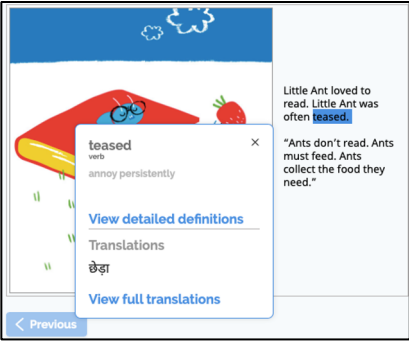 Little Ant loved to
read. Little Ant was
often teased.
“Ants don’t read. Ants
must feed. Ants
collect the food they
need.”
teased
verb
annoy persistently
View detailed definitions
Translations
छेड़ा
View full translations
Previous